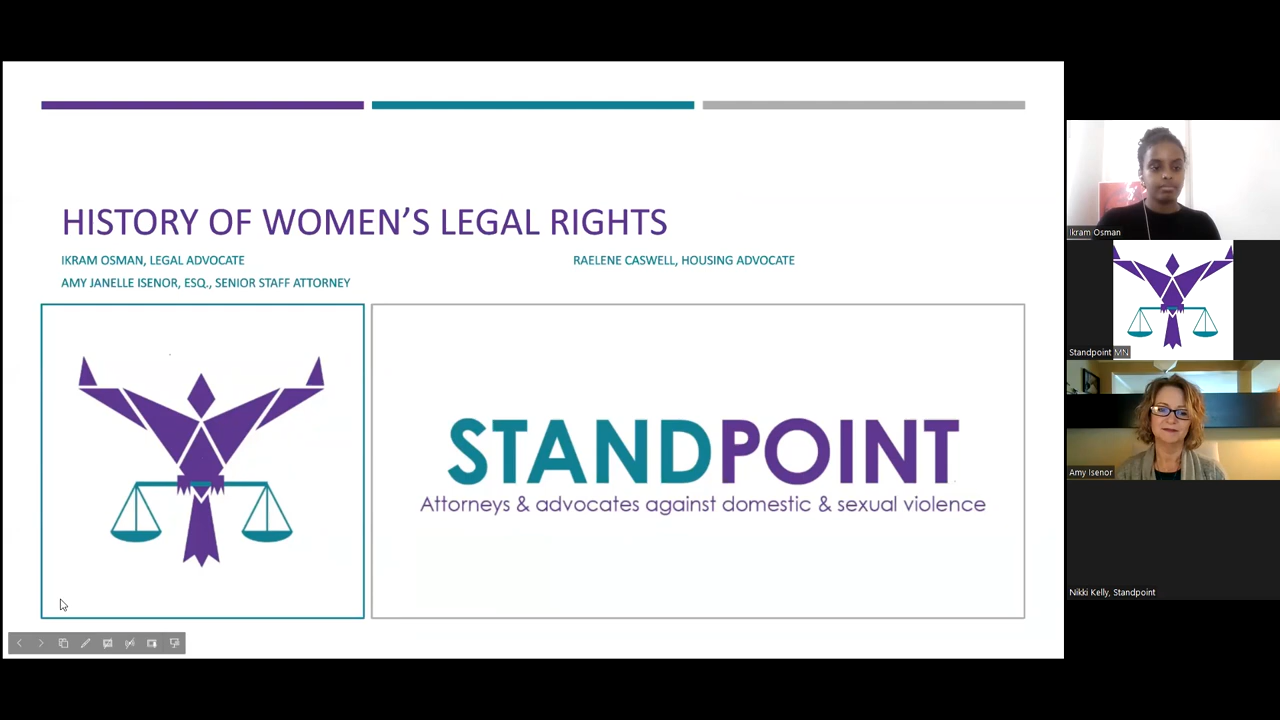 HISTORY OF WOMEN'S LEGAL RIGHTS
IKRAM OSMAN, LEGAL ADVOCATE
RAELENE CASWELL, HOUSING ADVOCATE
AMY JANELLE ISENOR, ESQ., SENIOR STAFF ATTORNEY
STANDPOINT
Attorneys & advocates against domestic & sexual violence
Ikram Osman
Standpoint MN
Amy Isenor
Nikki Kelly, Standpoint